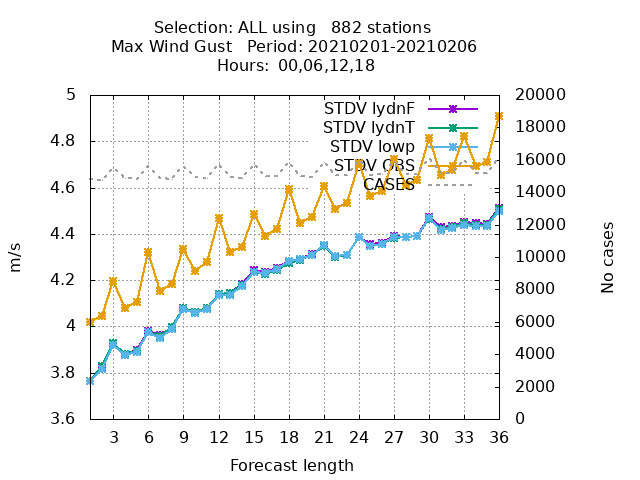 Selection: ALL using   882 stations
Max Wind Gust   Period: 20210201-20210206
Hours:  00,06,12,18
5
4.8
4.6
4.4
4.2
4
3.8
3.6
m/s
20000
18000
16000
14000
12000
10000
8000
6000
4000
2000
0
No cases
STDV lydnF
STDV lydnT
STDV lowp
STDV OBS
CASES
3 6 9 12 15 18 21 24 27 30 33 36
Forecast length